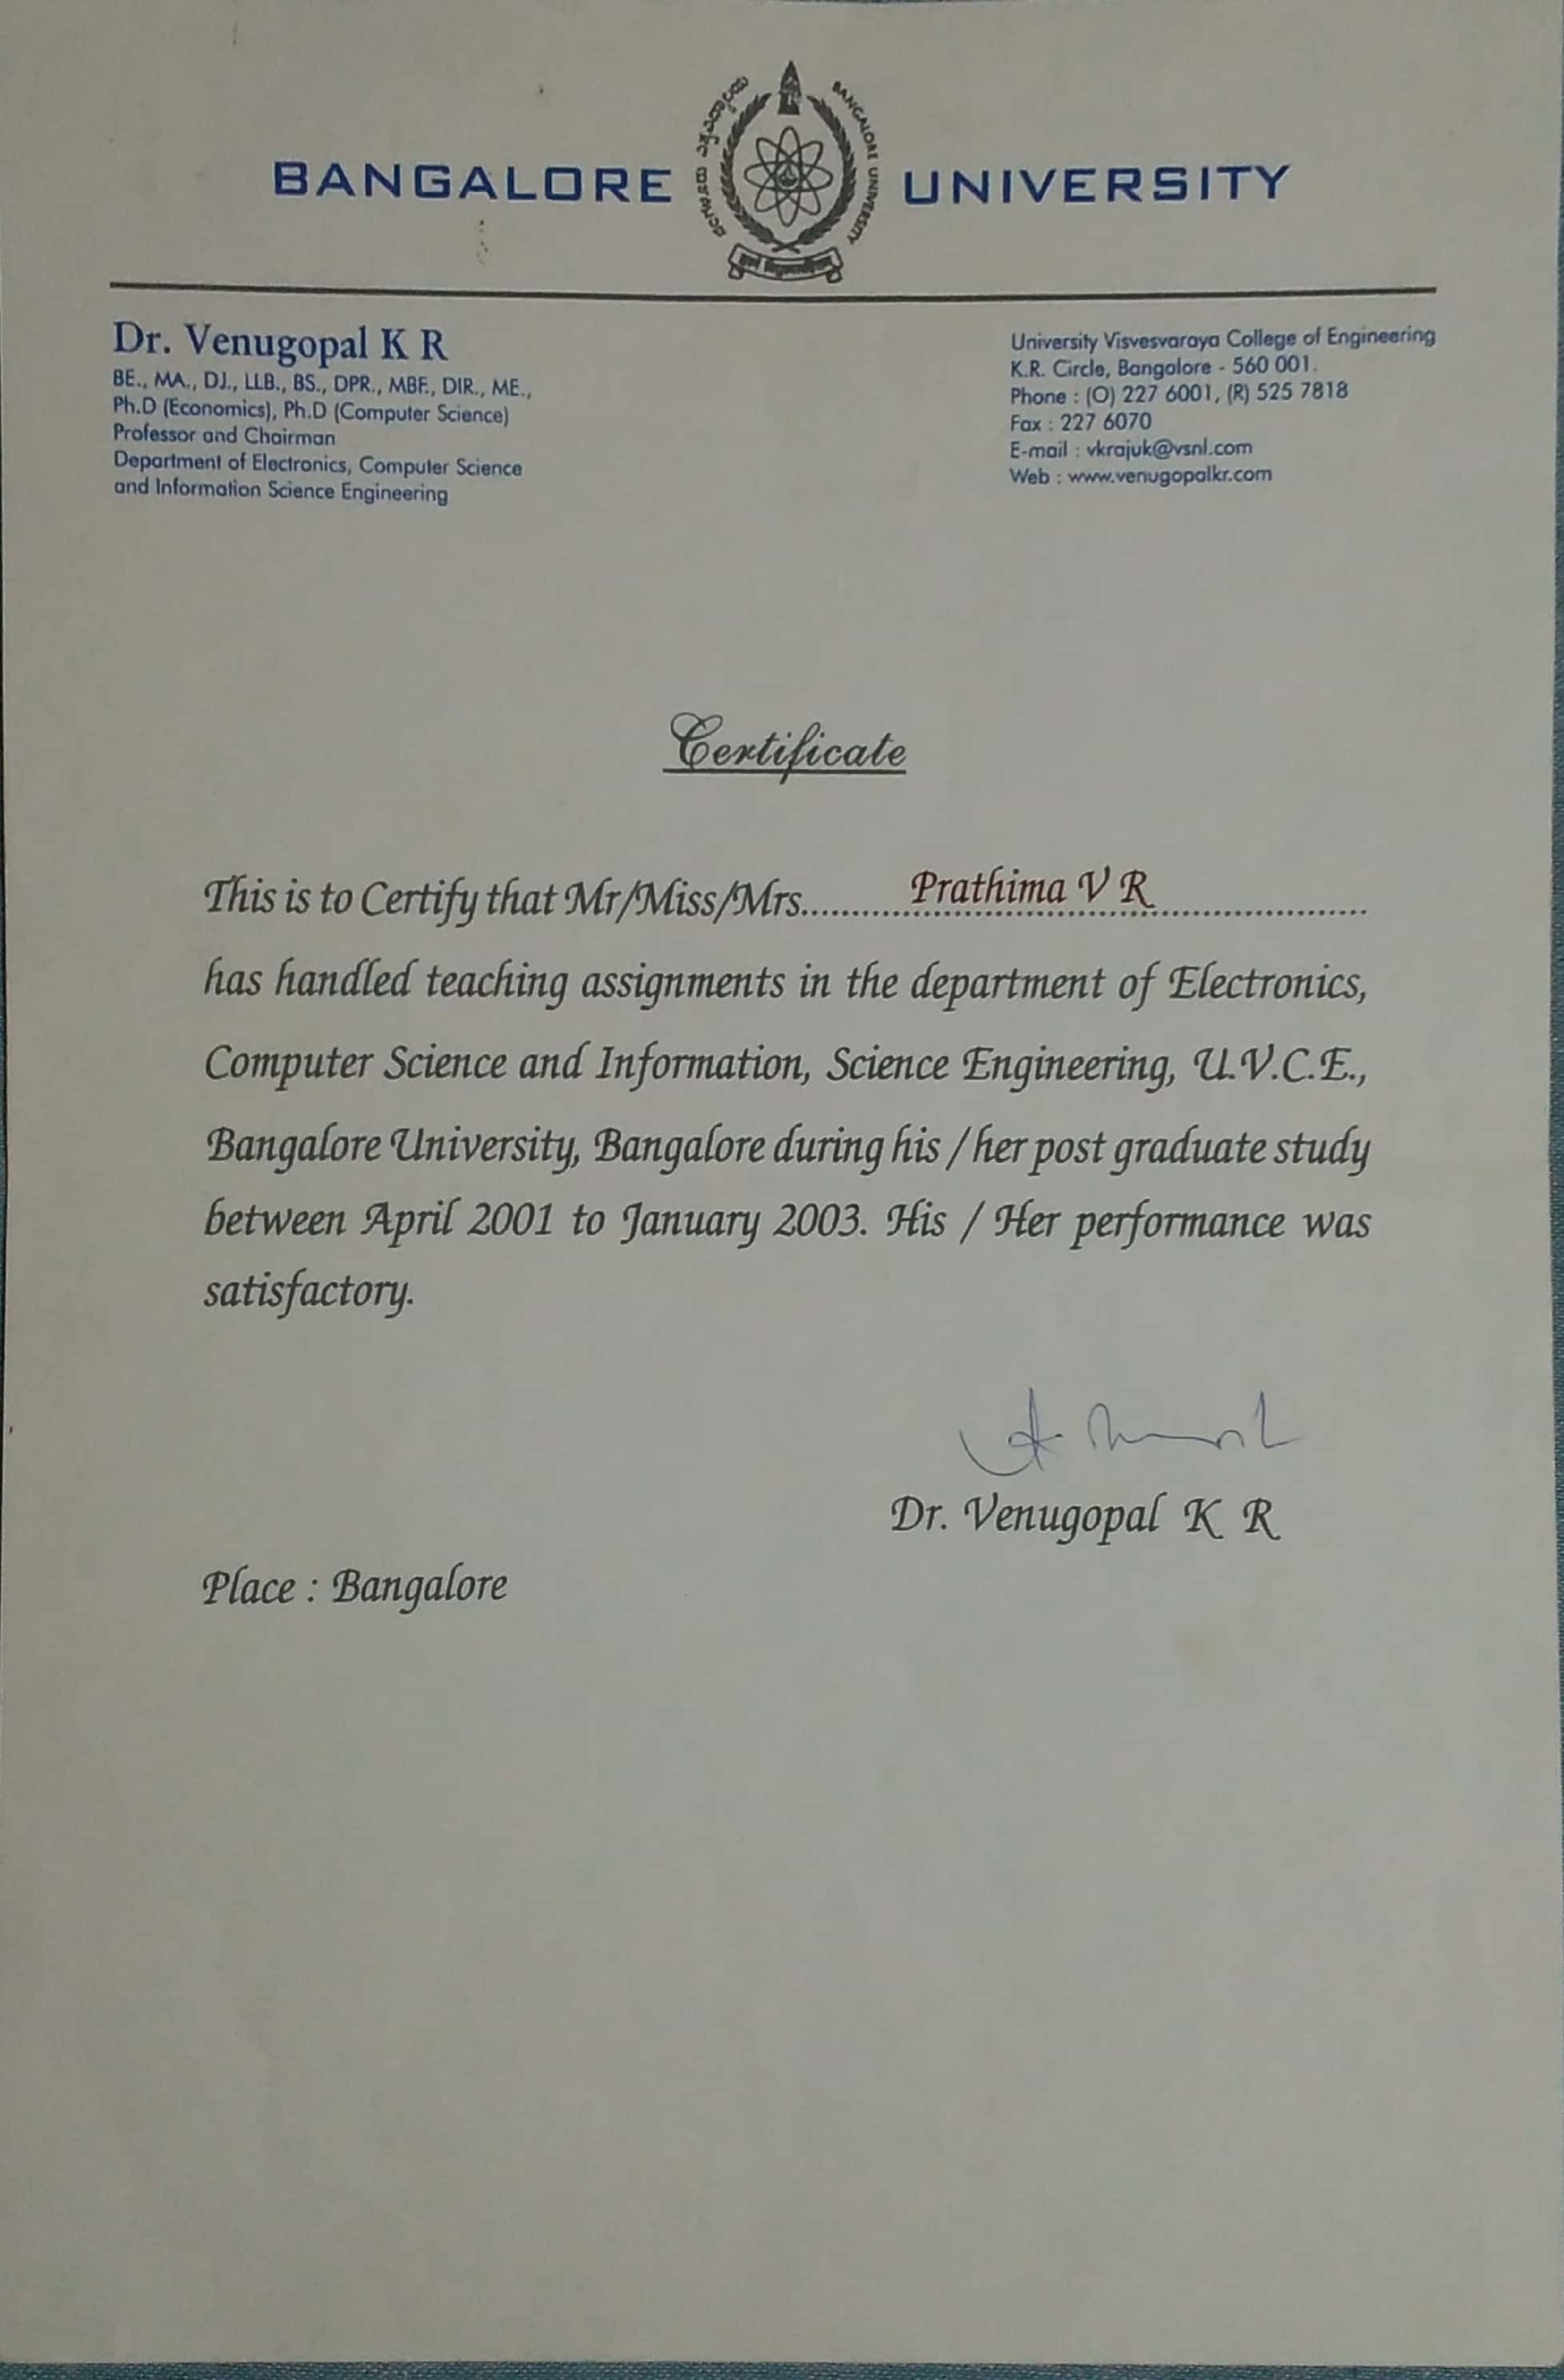 BANGALORE UNIVERSITY
ಬೆಂಗಳೂರು ವಿಶ್ವವಿದ್ಯಾಲಯ
BANGALORE UNIVERSITY
Dr. Venugopal K R
BE., MA., DJ., LLB., BS., DPR., MBF., DIR., ME.,
Ph.D (Economics), Ph.D (Computer Science)
Professor and Chairman
Department of Electronics, Computer Science
and Information Science Engineering
University Visvesvaraya College of Engineering
K.R. Circle, Bangalore - 560 001.
Phone : (O) 227 6001, (R) 525 7818
Fax : 227 6070
E-mail : vkrajuk@vsnl.com
Web : www.venugopalkr.com
Certificate
This is to Certify that Mr/Miss/Mrs. Prathima V R
has handled teaching assignments in the department of Electronics,
Computer Science and Information, Science Engineering, U.V.C.E.,
Bangalore University, Bangalore during his / her post graduate study
between April 2001 to January 2003. His / Her performance was
satisfactory.
Dr. Venugopal K R
Place : Bangalore